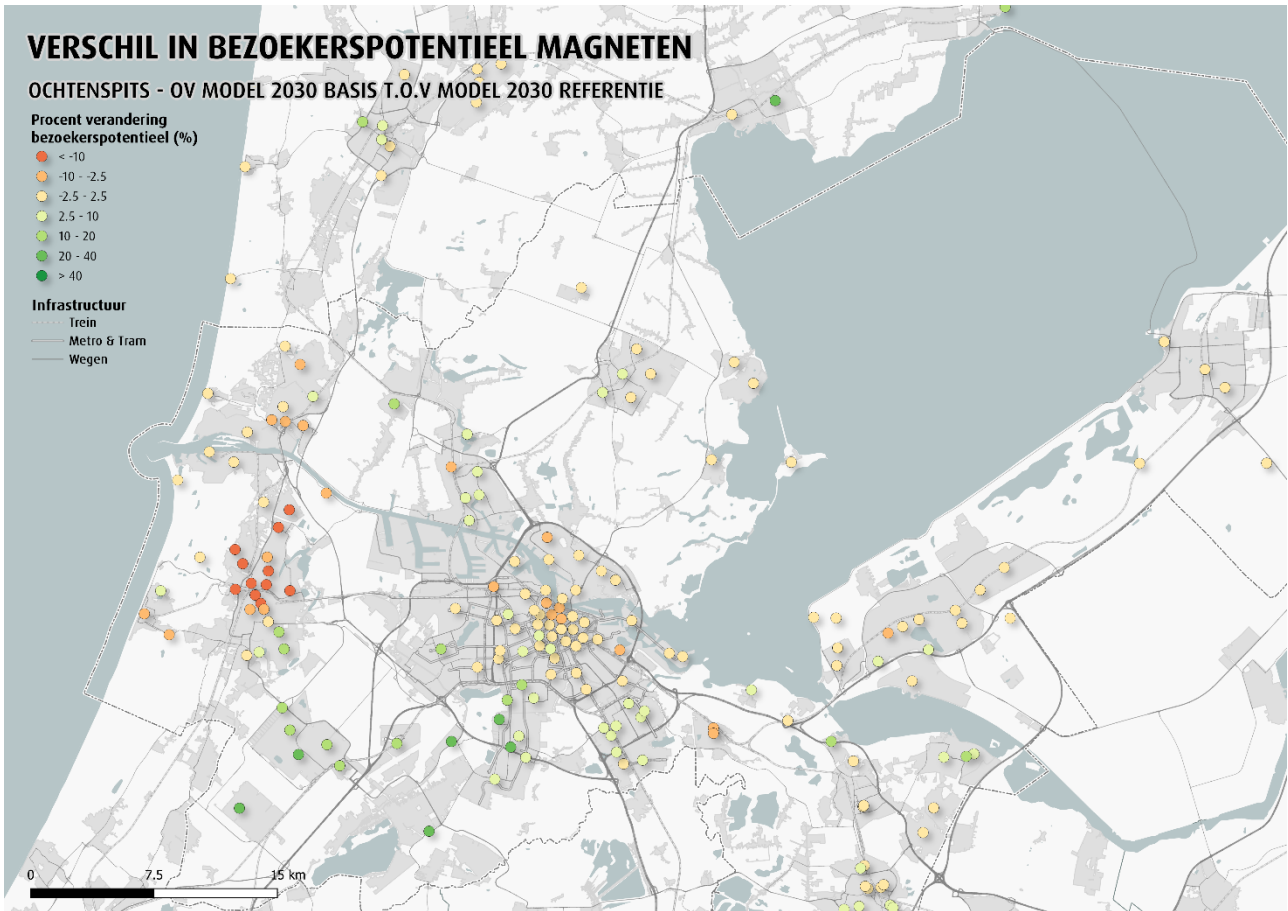 VERSCHIL IN BEZOEKERSPOTENTIEEL MAGNETEN
OCHTENSPITS - OV MODEL 2030 BASIS T.O.V MODEL 2030 REFERENTIE
Procent verandering
bezoekerspotentieel (%)
< -10
-10 - -2.5
-2.5 - 2.5
2.5 - 10
10 - 20
20 - 40
> 40
Infrastructuur
Trein
Metro & Tram
Wegen
0 7.5 15 km